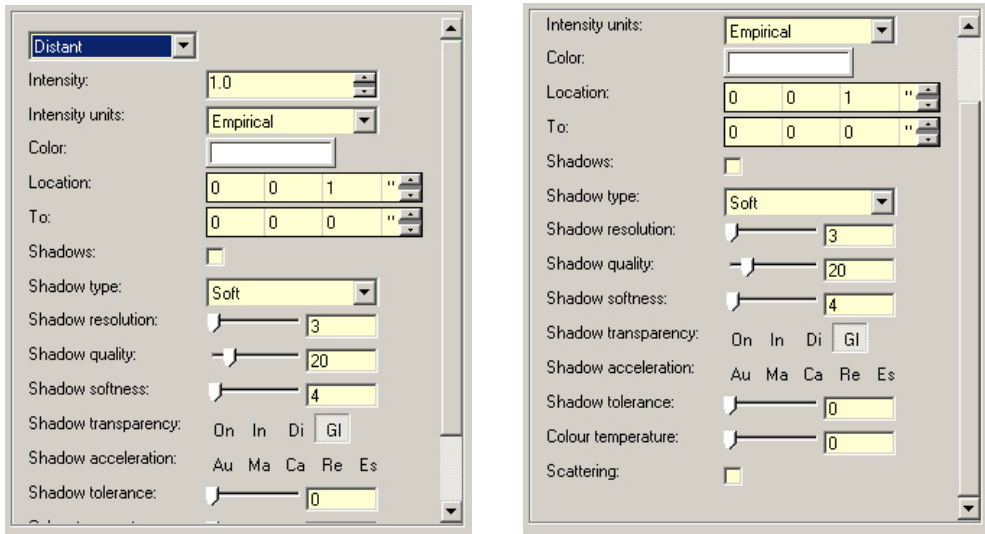 Distant
Intensity: 1.0
Intensity units: Empirical
Color:
Location: 0 0 1 "
To: 0 0 0 "
Shadows:
Shadow type: Soft
Shadow resolution: 3
Shadow quality: 20
Shadow softness: 4
Shadow transparency: On In Di Gl
Shadow acceleration: Au Ma Ca Re Es
Shadow tolerance: 0
Intensity units: Empirical
Color:
Location: 0 0 1 "
To: 0 0 0 "
Shadows:
Shadow type: Soft
Shadow resolution: 3
Shadow quality: 20
Shadow softness: 4
Shadow transparency: On In Di Gl
Shadow acceleration: Au Ma Ca Re Es
Shadow tolerance: 0
Colour temperature: 0
Scattering: